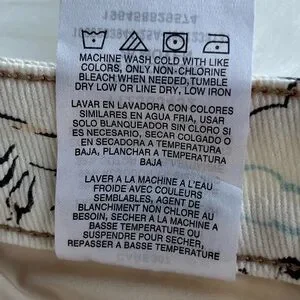 MACHINE WASH COLD WITH LIKE
COLORS, ONLY NON-CHLORINE
BLEACH WHEN NEEDED. TUMBLE
DRY LOW OR LINE DRY. LOW IRON
LAVAR EN LAVADORA CON COLORES
SIMILARES EN AGUA FRIA, USAR
SOLO BLANQUEADOR SIN CLORO SI
ES NECESARIO. SECAR COLGADO O
EN SECADORA A TEMPERATURA
BAJA, PLANCHAR A TEMPERATURA
BAJA
LAVER A LA MACHINE A L'EAU
FROIDE AVEC COULEURS
SEMBLABLES, AGENT DE
BLANCHIMENT NON CHLORE AU
BESOIN, SECHER A LA MACHINE A
BASSE TEMPERATURE OU
SUSPENDRE POUR SECHER,
REPASSER A BASSE TEMPERATURE